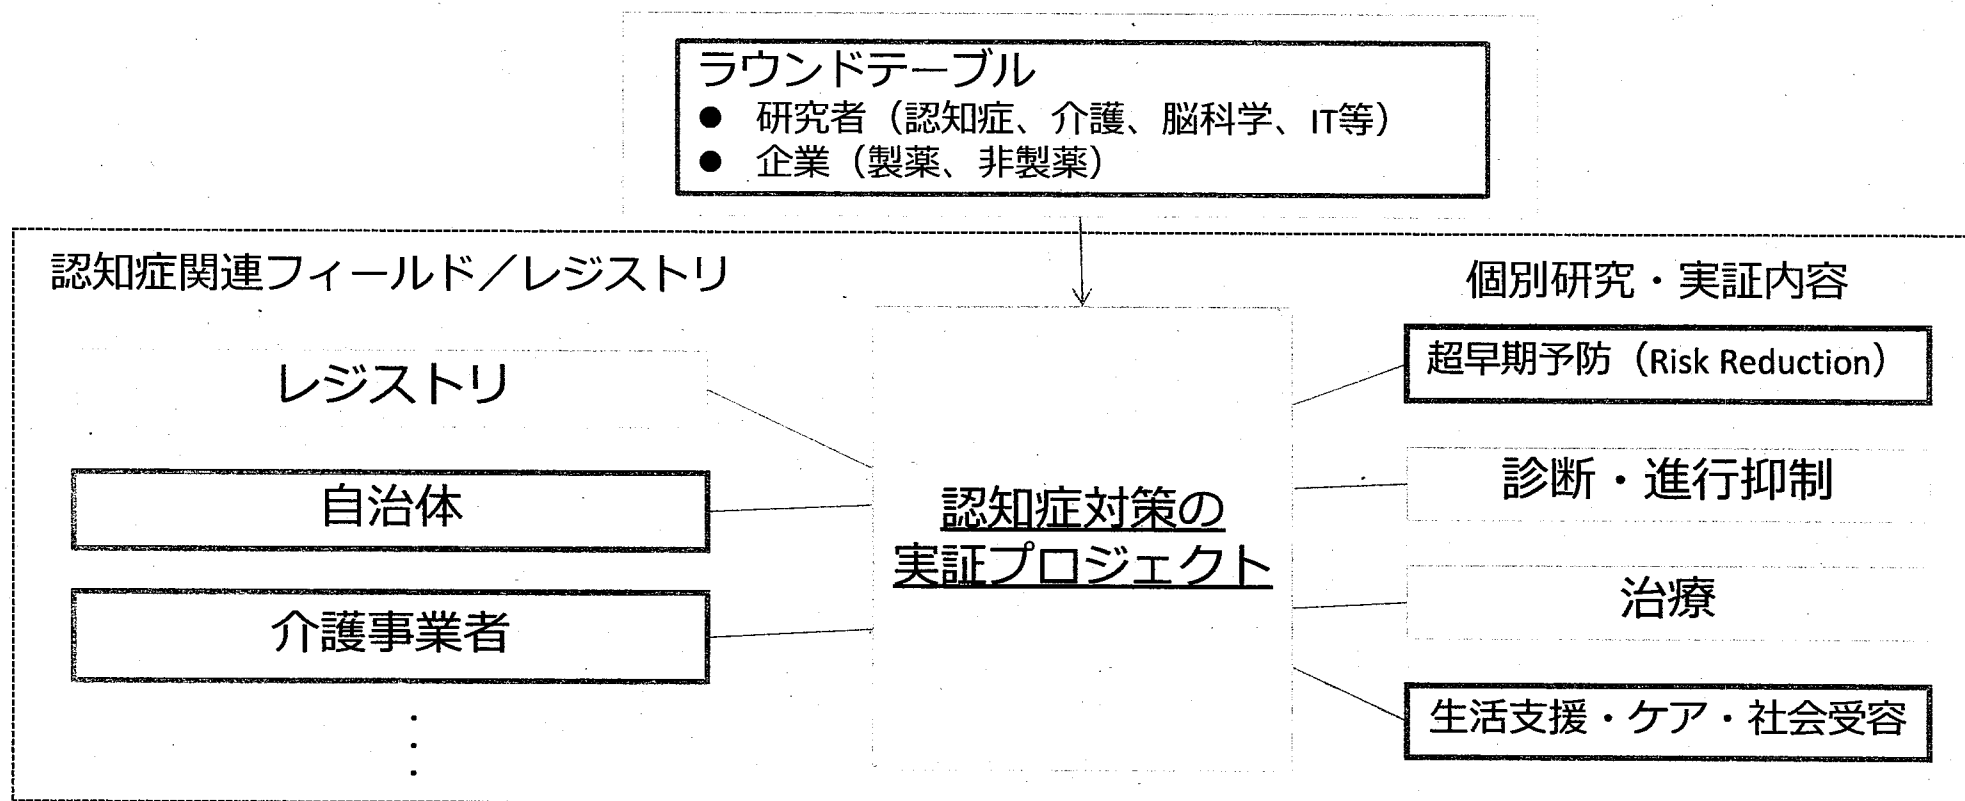 ラウンドテーブル
● 研究者（認知症、介護、脳科学、IT等）
● 企業（製薬、非製薬）
認知症関連フィールド／レジストリ
レジストリ
自治体
介護事業者
・
・
・
認知症対策の
実証プロジェクト
個別研究・実証内容
超早期予防（Risk Reduction）
診断・進行抑制
治療
生活支援・ケア・社会受容